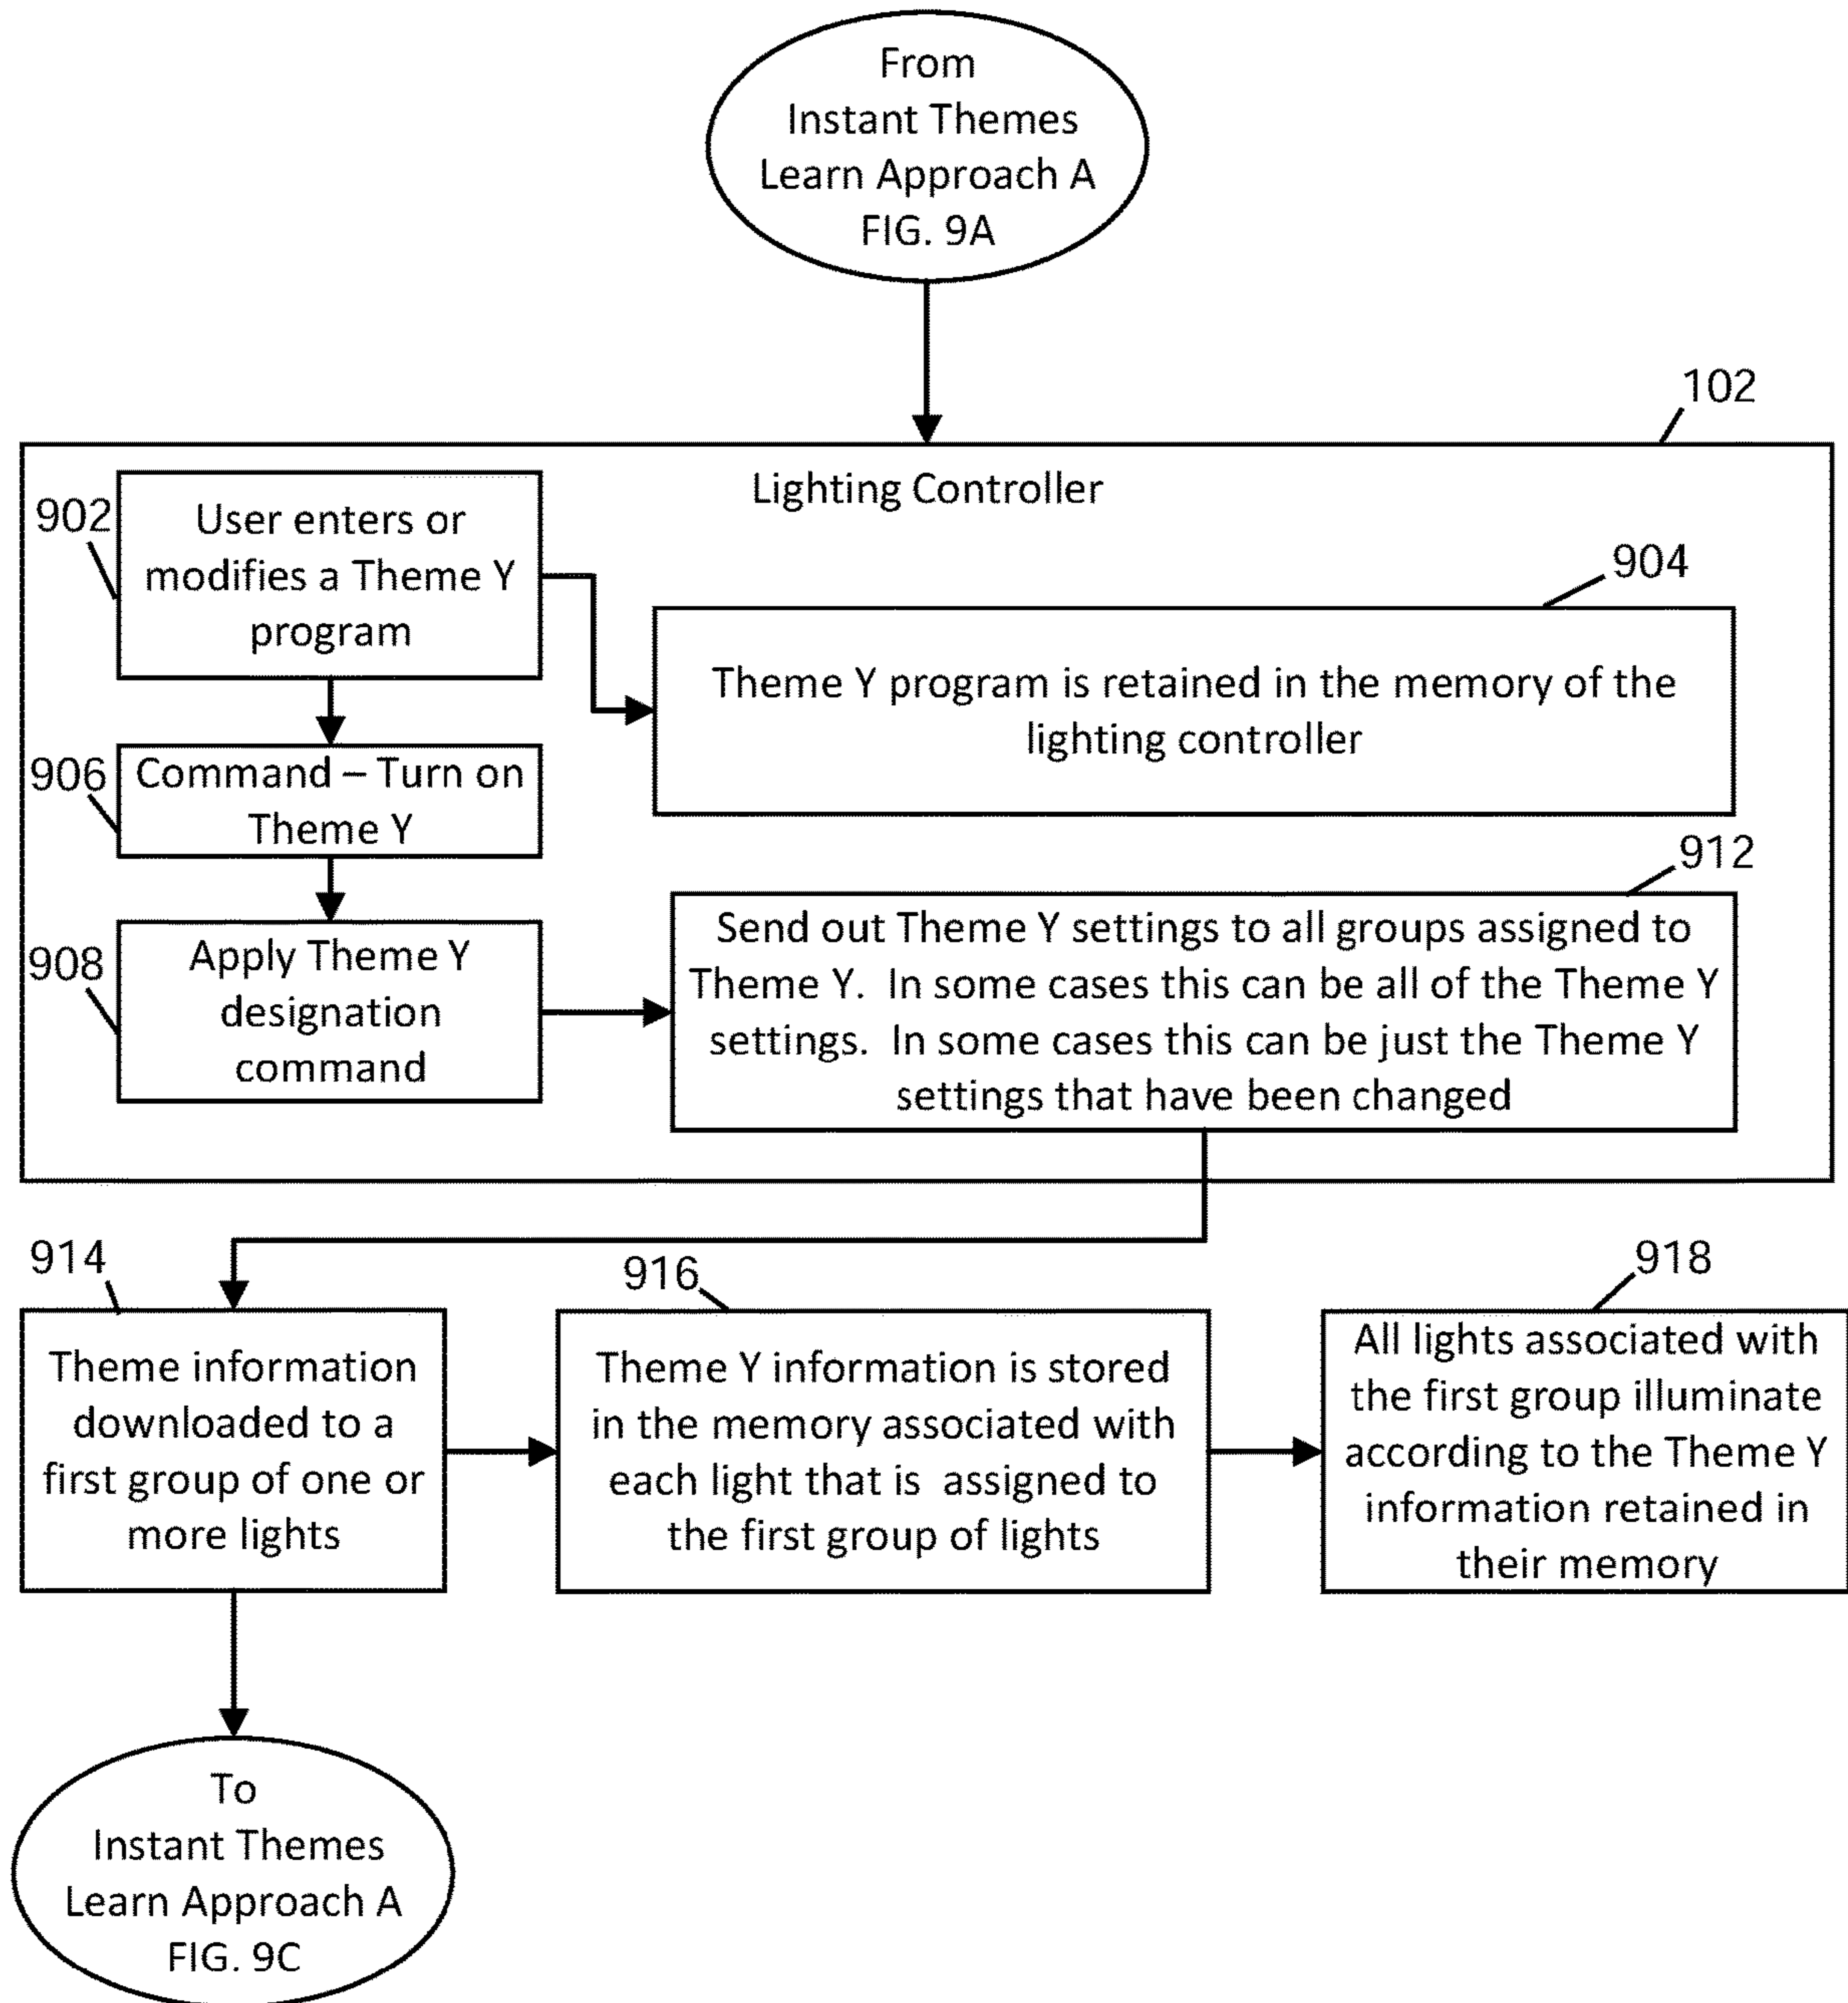 From
Instant Themes
Learn Approach A
FIG. 9A
102
Lighting Controller
902
User enters or
modifies a Theme Y
program
904
Theme Y program is retained in the memory of the
lighting controller
906
Command – Turn on
Theme Y
908
Apply Theme Y
designation
command
912
Send out Theme Y settings to all groups assigned to
Theme Y. In some cases this can be all of the Theme Y
settings. In some cases this can be just the Theme Y
settings that have been changed
914
Theme information
downloaded to a
first group of one or
more lights
916
Theme Y information is stored
in the memory associated with
each light that is assigned to
the first group of lights
918
All lights associated with
the first group illuminate
according to the Theme Y
information retained in
their memory
To
Instant Themes
Learn Approach A
FIG. 9C